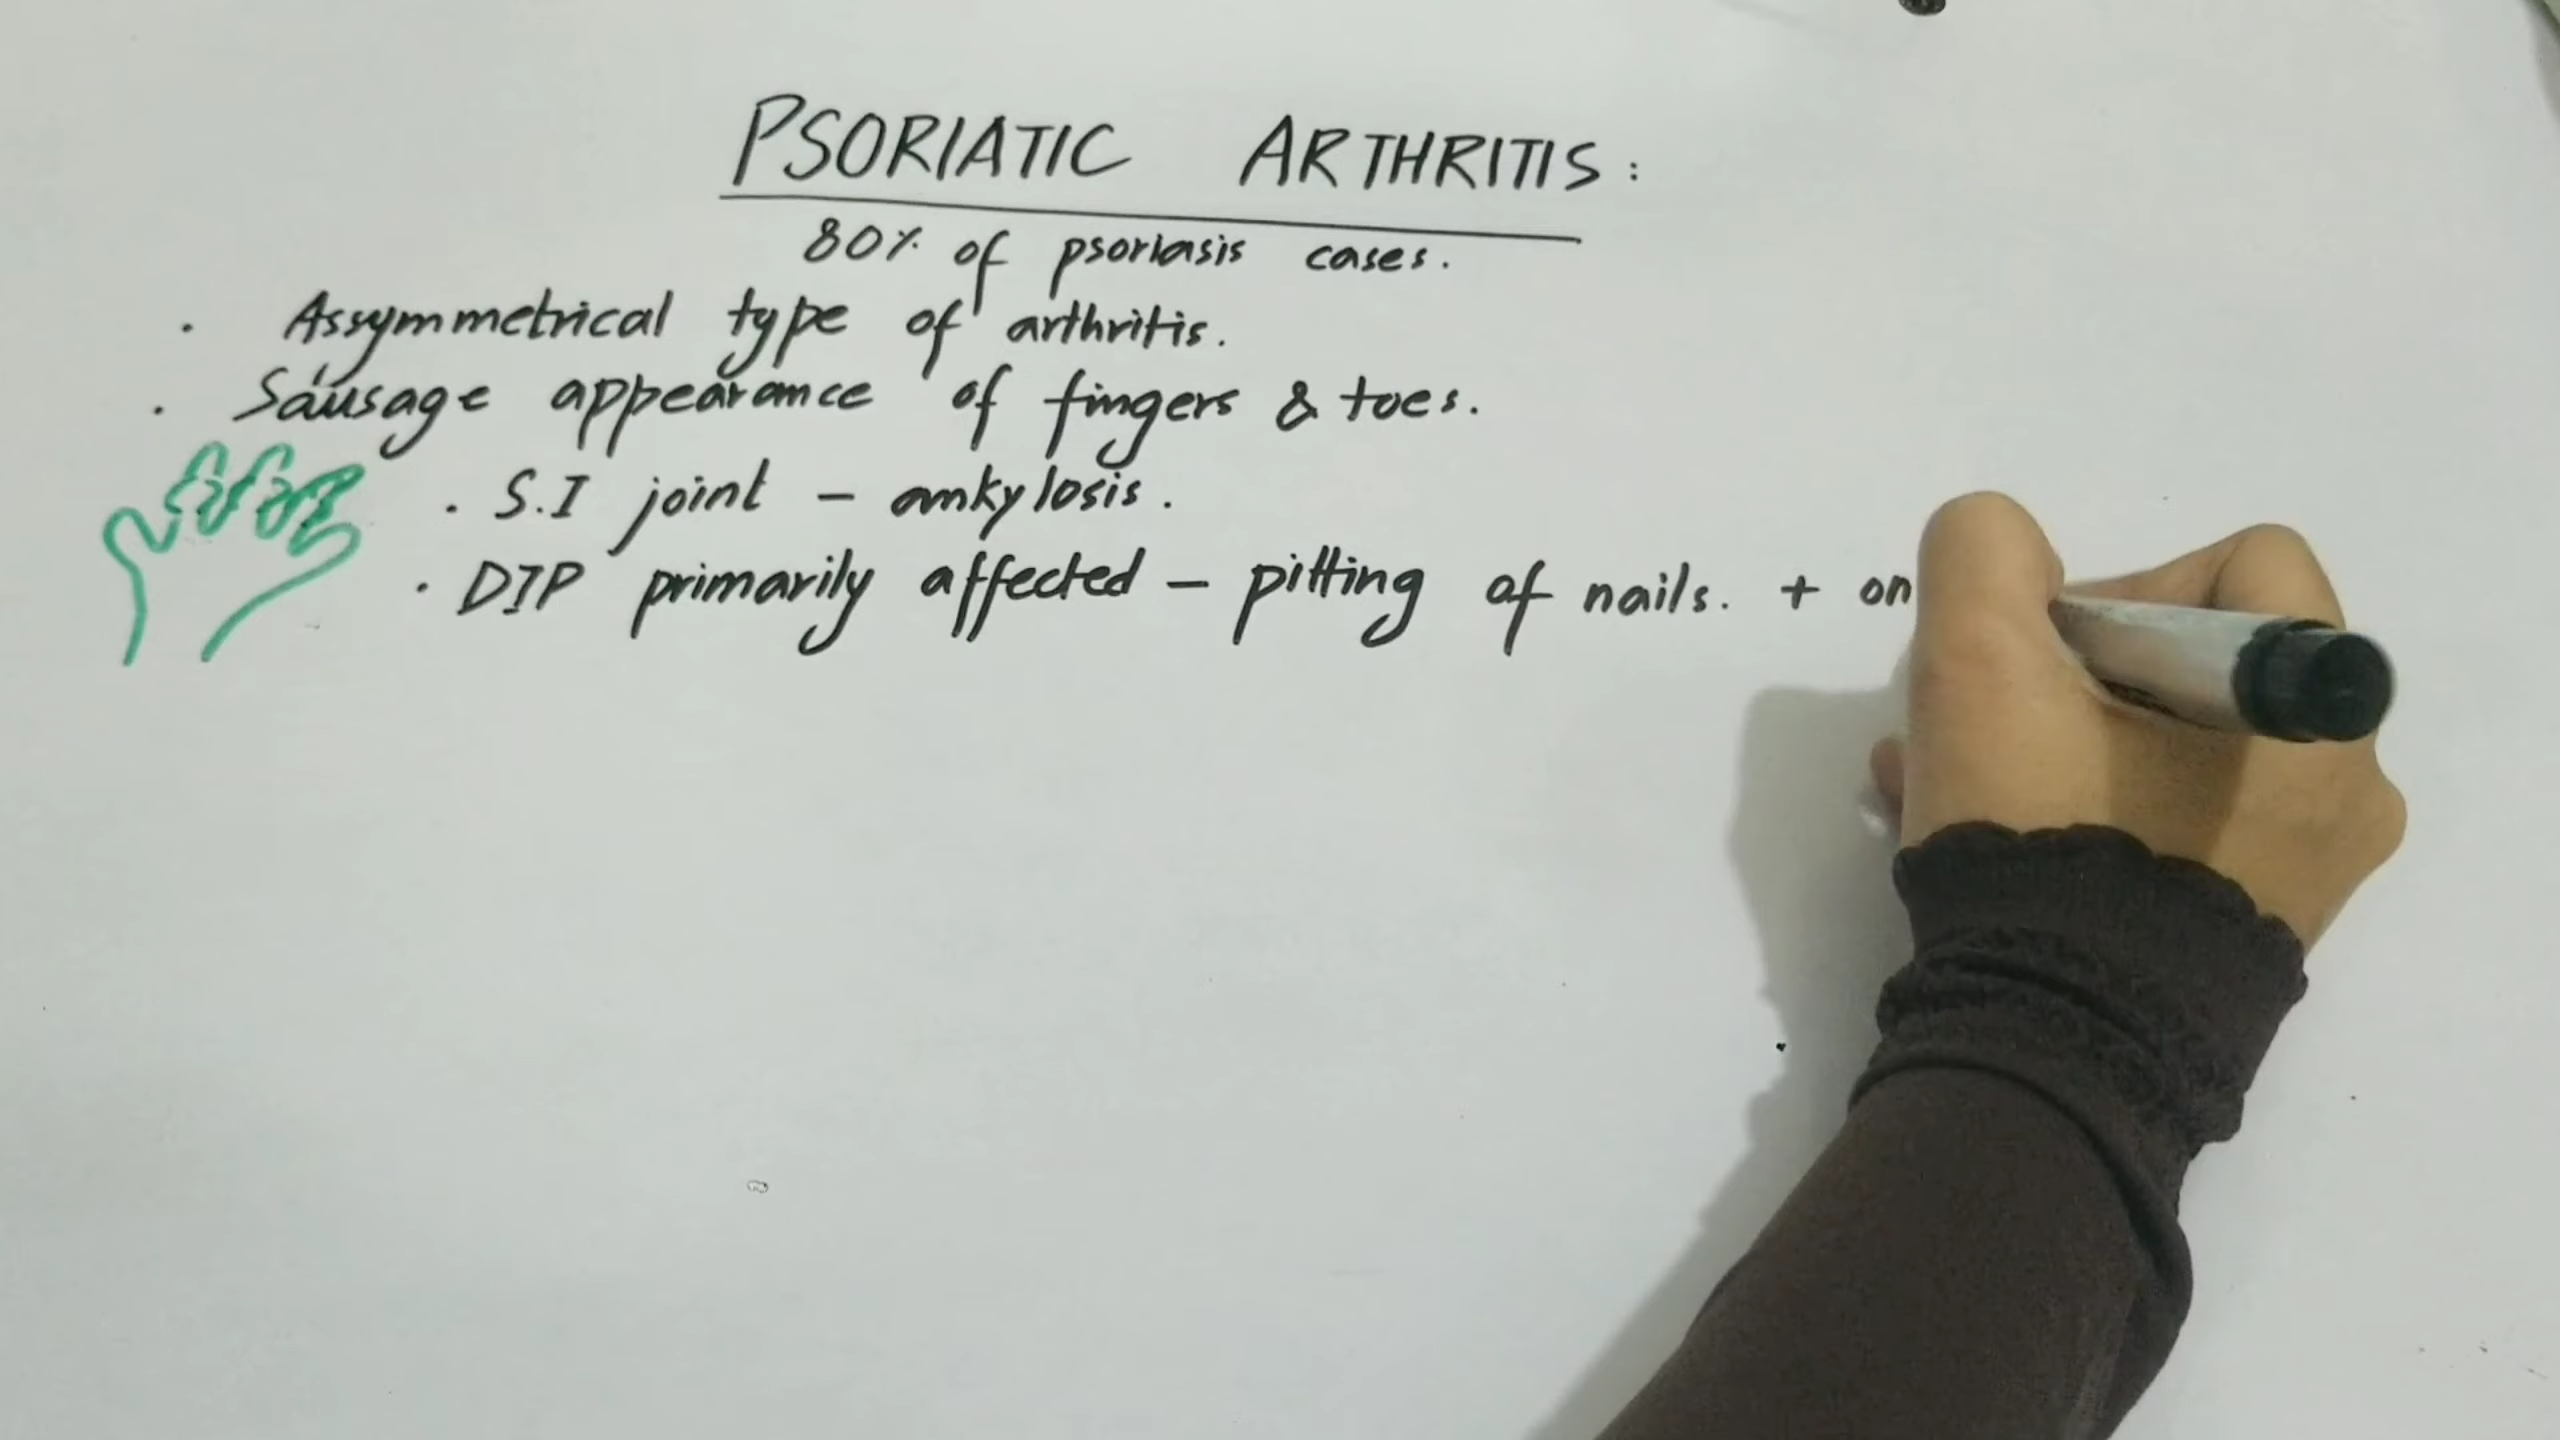 PSORIATIC ARTHRITIS:
80% of psoriasis cases.
. Assymmetrical type of arthritis.
. Sausage appearance of fingers & toes.
. S.I joint - ankylosis.
. DIP primarily affected - pitting of nails. + on